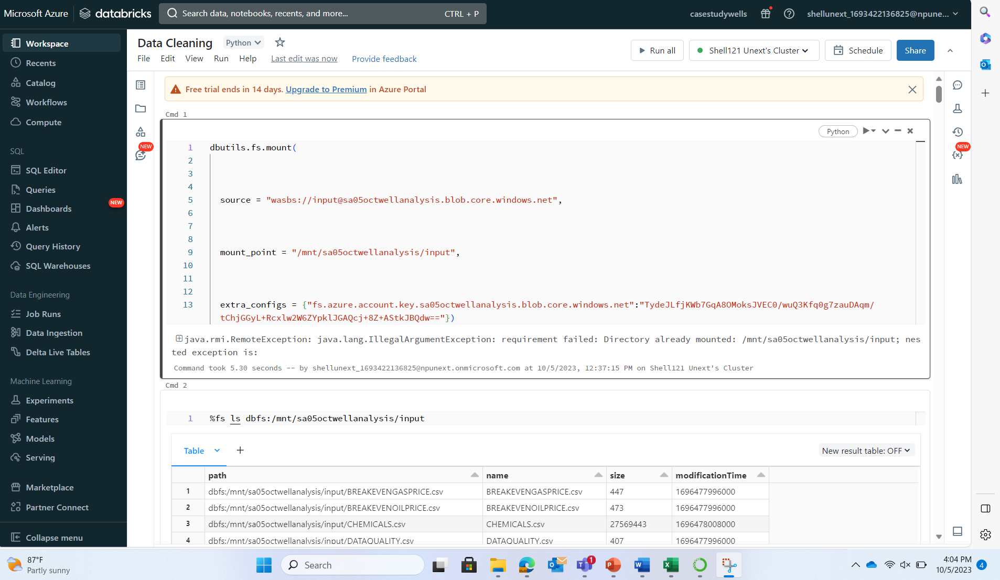 Microsoft Azure
databricks
Search data, notebooks, recents, and more...
CTRL + P
casestudywells
shellunext_1693422136825@npune...
Workspace
Recents
Catalog
Workflows
Compute
SQL
SQL Editor
Queries
NEW
Dashboards
Alerts
Query History
SQL Warehouses
Data Engineering
Job Runs
Data Ingestion
Delta Live Tables
Machine Learning
Experiments
Features
Models
Serving
Marketplace
Partner Connect
Collapse menu
Data Cleaning
Python
File Edit View Run Help Last edit was now Provide feedback
Run all
Shell121 Unext's Cluster
Schedule
Share
NEW
NEW
Free trial ends in 14 days. Upgrade to Premium in Azure Portal
Cmd 1
Python
1 dbutils.fs.mount(
2
3
4
5 source = "wasbs://input@sa05octwellanalysis.blob.core.windows.net",
6
7
8
9 mount_point = "/mnt/sa05octwellanalysis/input",
10
11
12
13 extra_configs = {"fs.azure.account.key.sa05octwellanalysis.blob.core.windows.net":"TydeJLfjKWb7GqA8OMoksJVEC0/wuQ3Kfq0g7zauDAqm/
tChjGGyL+Rcxlw2W6ZYpklJGAQcj+8Z+AStkJBQdw=="})
java.rmi.RemoteException: java.lang.IllegalArgumentException: requirement failed: Directory already mounted: /mnt/sa05octwellanalysis/input; nes
ted exception is:
Command took 5.30 seconds -- by shellunext_1693422136825@npunext.onmicrosoft.com at 10/5/2023, 12:37:15 PM on Shell121 Unext's Cluster
Cmd 2
1 %fs ls dbfs:/mnt/sa05octwellanalysis/input
Table +
New result table: OFF
path name size modificationTime
1 dbfs:/mnt/sa05octwellanalysis/input/BREAKEVENGASPRICE.csv BREAKEVENGASPRICE.csv 447 1696477996000
2 dbfs:/mnt/sa05octwellanalysis/input/BREAKEVENOILPRICE.csv BREAKEVENOILPRICE.csv 473 1696477996000
3 dbfs:/mnt/sa05octwellanalysis/input/CHEMICALS.csv CHEMICALS.csv 27569443 1696478008000
4 dbfs:/mnt/sa05octwellanalysis/input/DATAQUALITY.csv DATAQUALITY.csv 407 1696477996000
87°F
Partly sunny
Search
1
4:04 PM
10/5/2023
4